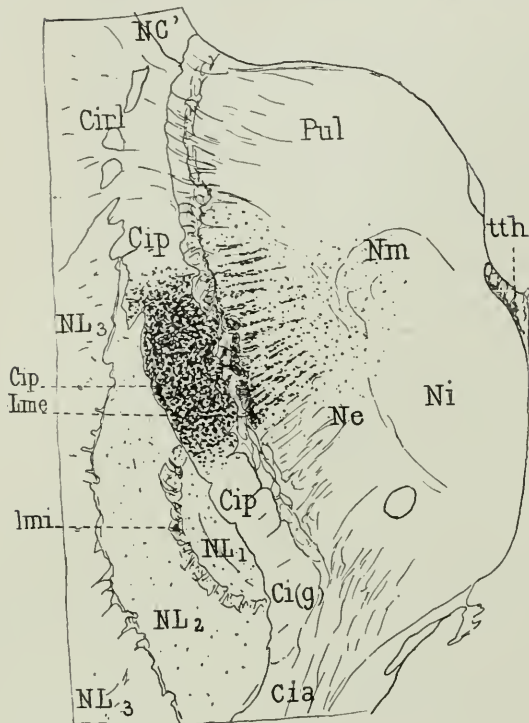 NC'
Cirl
Pul
Cip
Nm
tth
NL3
Cip
Lme
Ne
Ni
Cip
lmi
NL1
Ci(g)
NL2
NL3
Cia